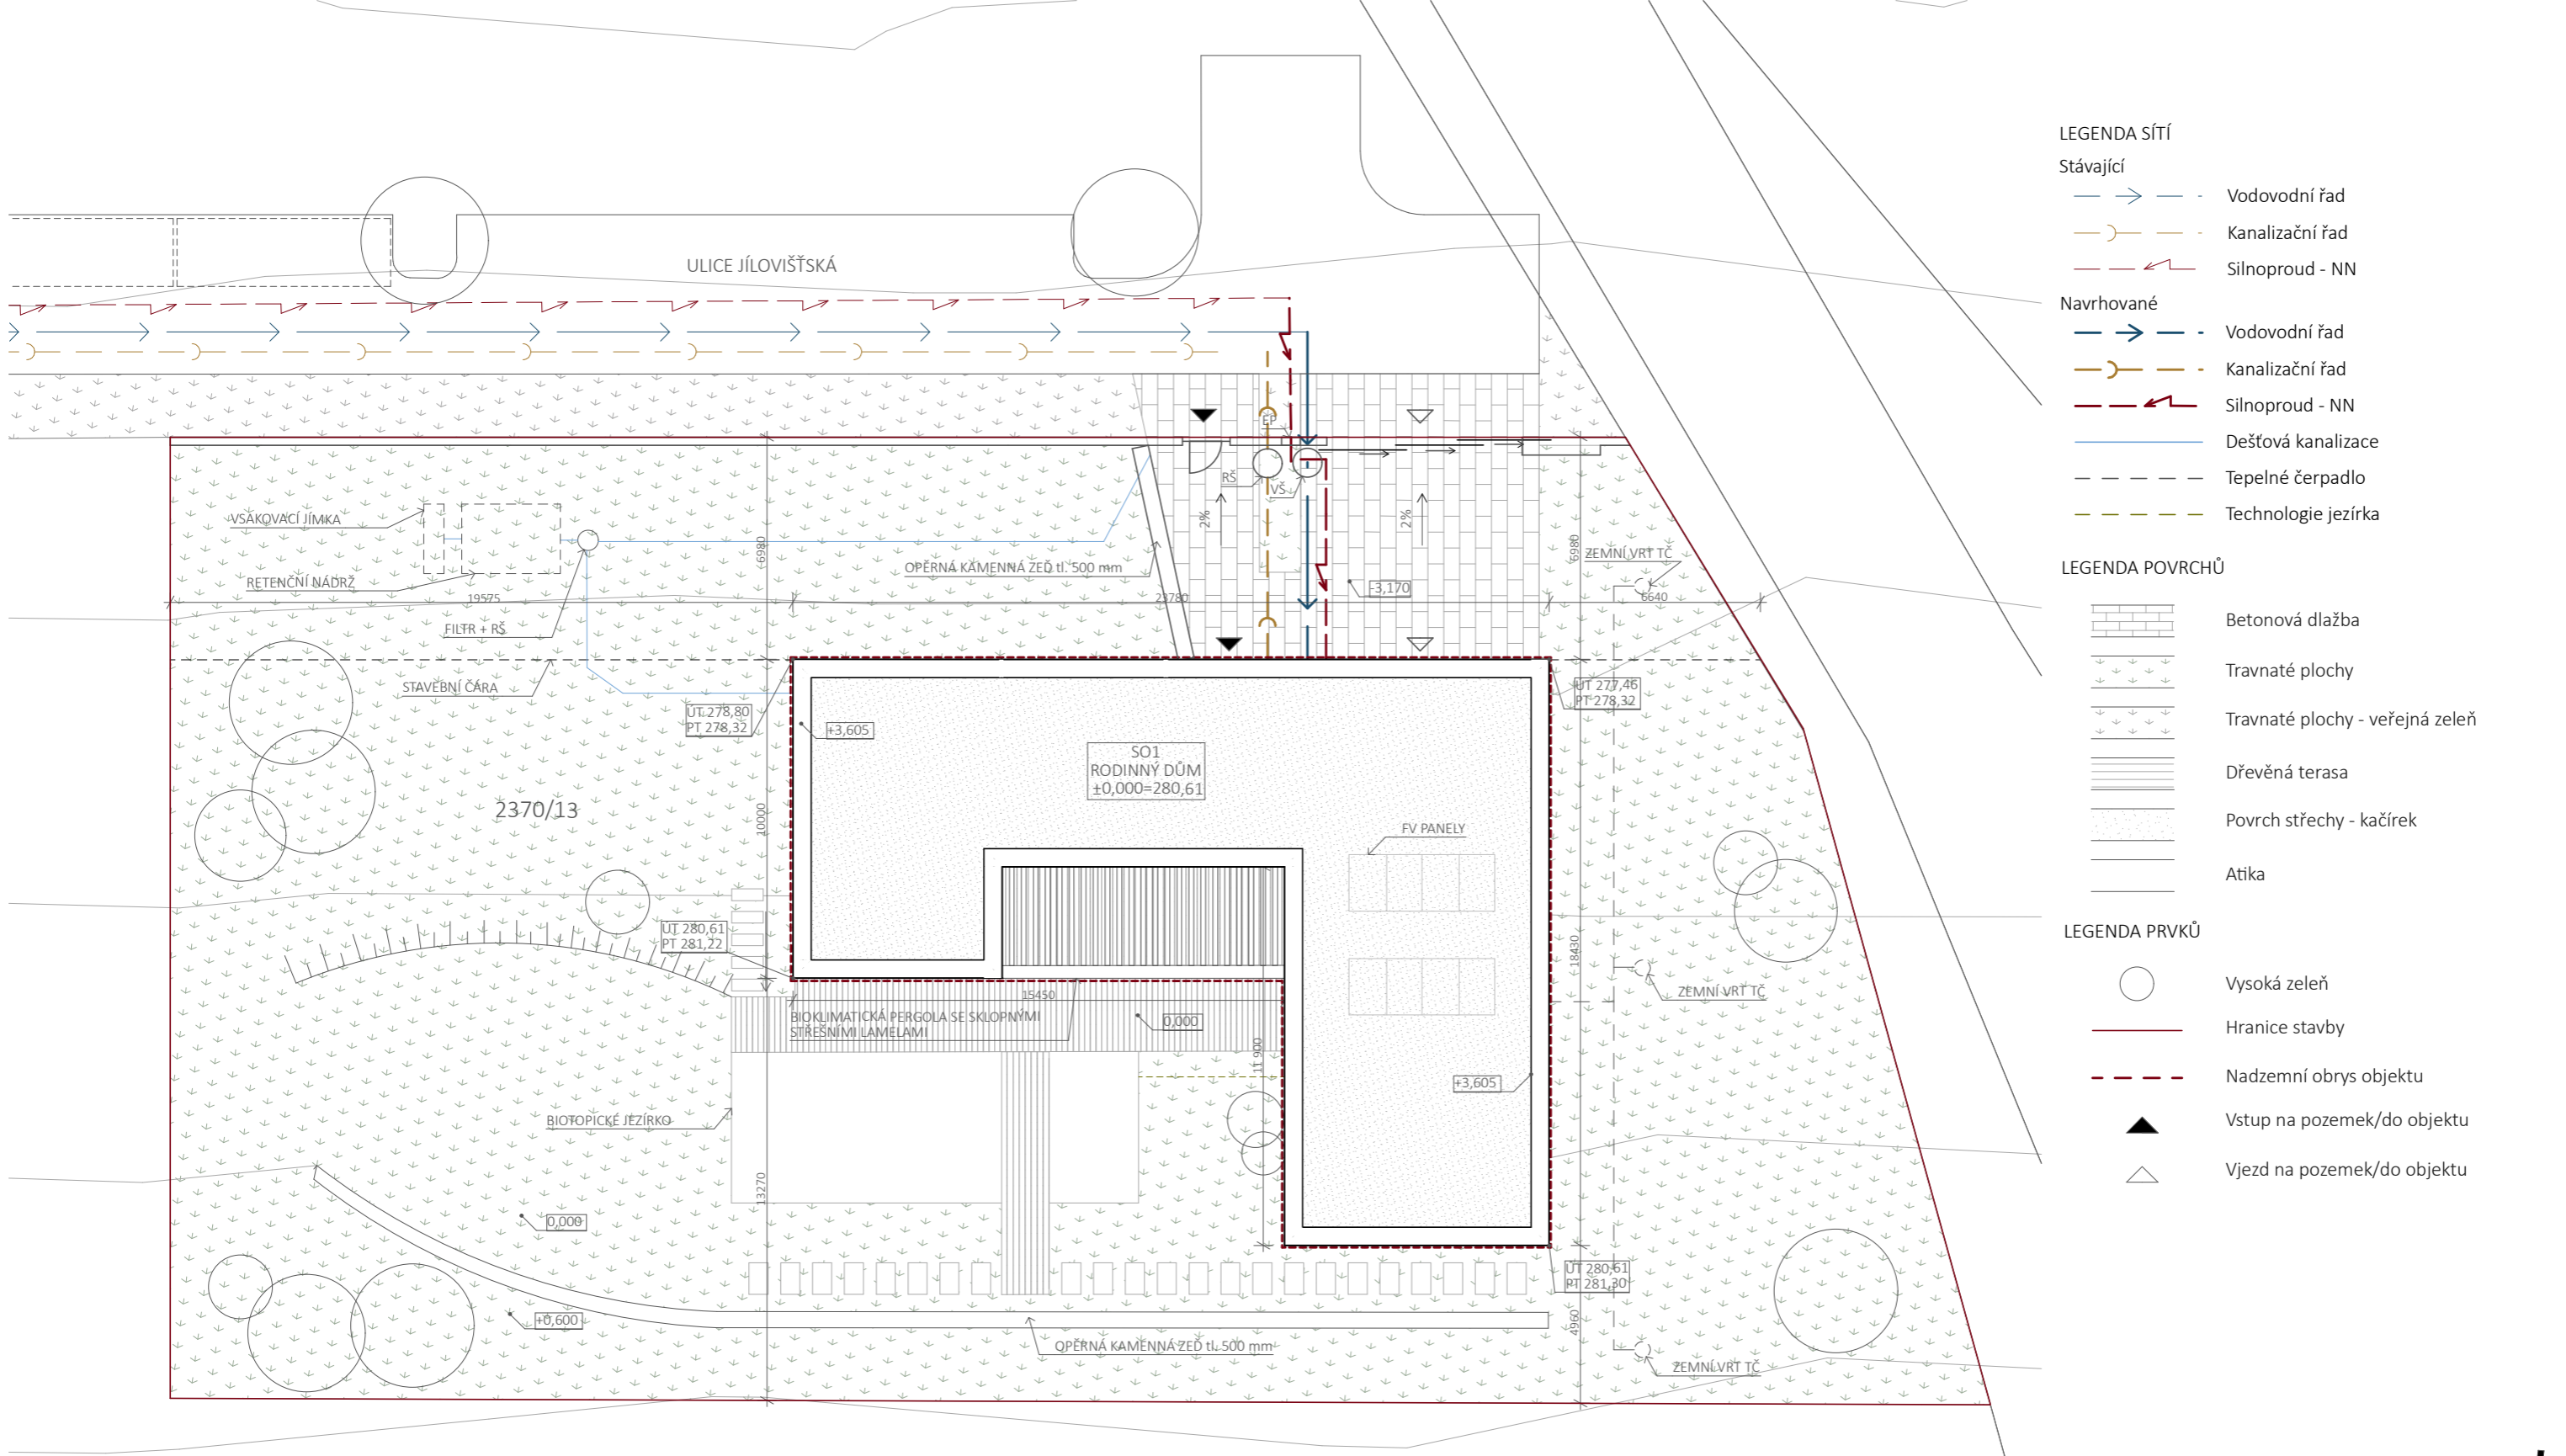 ULICE JÍLOVIŠŤSKÁ
EP
RŠ
VŠ
2%
2%
VSAKOVACÍ JÍMKA
RETENČNÍ NÁDRŽ
FILTR + RŠ
STAVEBNÍ ČÁRA
OPĚRNÁ KAMENNÁ ZEĎ tl. 500 mm
-3,170
ZEMNÍ VRT TČ
6980
6980
19575
23780
6640
ÚT 278,80
PT 278,32
+3,605
ÚT 277,46
PT 278,32
SO1
RODINNÝ DŮM
±0,000=280,61
2370/13
10000
FV PANELY
ÚT 280,61
PT 281,22
18430
15450
BIOKLIMATICKÁ PERGOLA SE SKLOPNÝMI
STŘEŠNÍMI LAMELAMI
0,000
ZEMNÍ VRT TČ
11 900
+3,605
BIOTOPICKÉ JEZÍRKO
13270
0,000
+0,600
ÚT 280,61
PT 281,30
4960
OPĚRNÁ KAMENNÁ ZEĎ tl. 500 mm
ZEMNÍ VRT TČ
LEGENDA SÍTÍ
Stávající
Vodovodní řad
Kanalizační řad
Silnoproud - NN
Navrhované
Vodovodní řad
Kanalizační řad
Silnoproud - NN
Dešťová kanalizace
Tepelné čerpadlo
Technologie jezírka
LEGENDA POVRCHŮ
Betonová dlažba
Travnaté plochy
Travnaté plochy - veřejná zeleň
Dřevěná terasa
Povrch střechy - kačírek
Atika
LEGENDA PRVKŮ
Vysoká zeleň
Hranice stavby
Nadzemní obrys objektu
Vstup na pozemek/do objektu
Vjezd na pozemek/do objektu